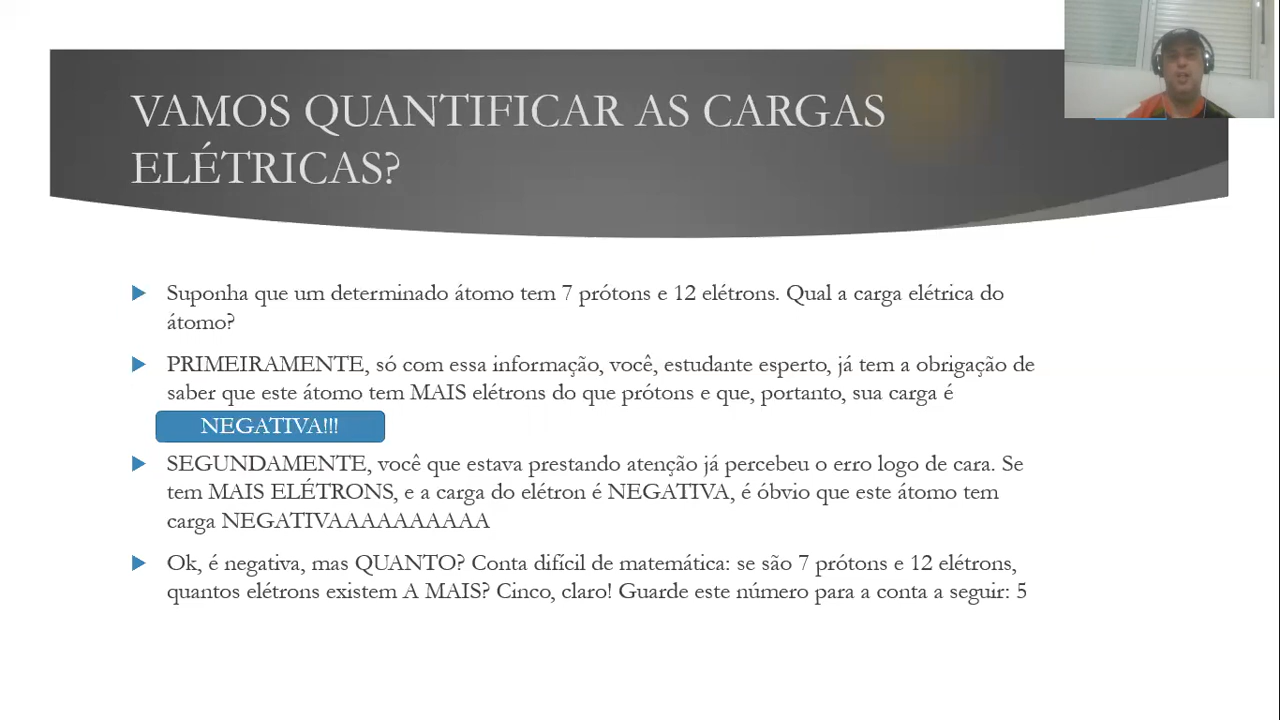 VAMOS QUANTIFICAR AS CARGAS
ELÉTRICAS?
Suponha que um determinado átomo tem 7 prótons e 12 elétrons. Qual a carga elétrica do
átomo?
PRIMEIRAMENTE, só com essa informação, você, estudante esperto, já tem a obrigação de
saber que este átomo tem MAIS elétrons do que prótons e que, portanto, sua carga é
NEGATIVA!!!
SEGUNDAMENTE, você que estava prestando atenção já percebeu o erro logo de cara. Se
tem MAIS ELÉTRONS, e a carga do elétron é NEGATIVA, é óbvio que este átomo tem
carga NEGATIVAAAAAAAAAA
Ok, é negativa, mas QUANTO? Conta difícil de matemática: se são 7 prótons e 12 elétrons,
quantos elétrons existem A MAIS? Cinco, claro! Guarde este número para a conta a seguir: 5